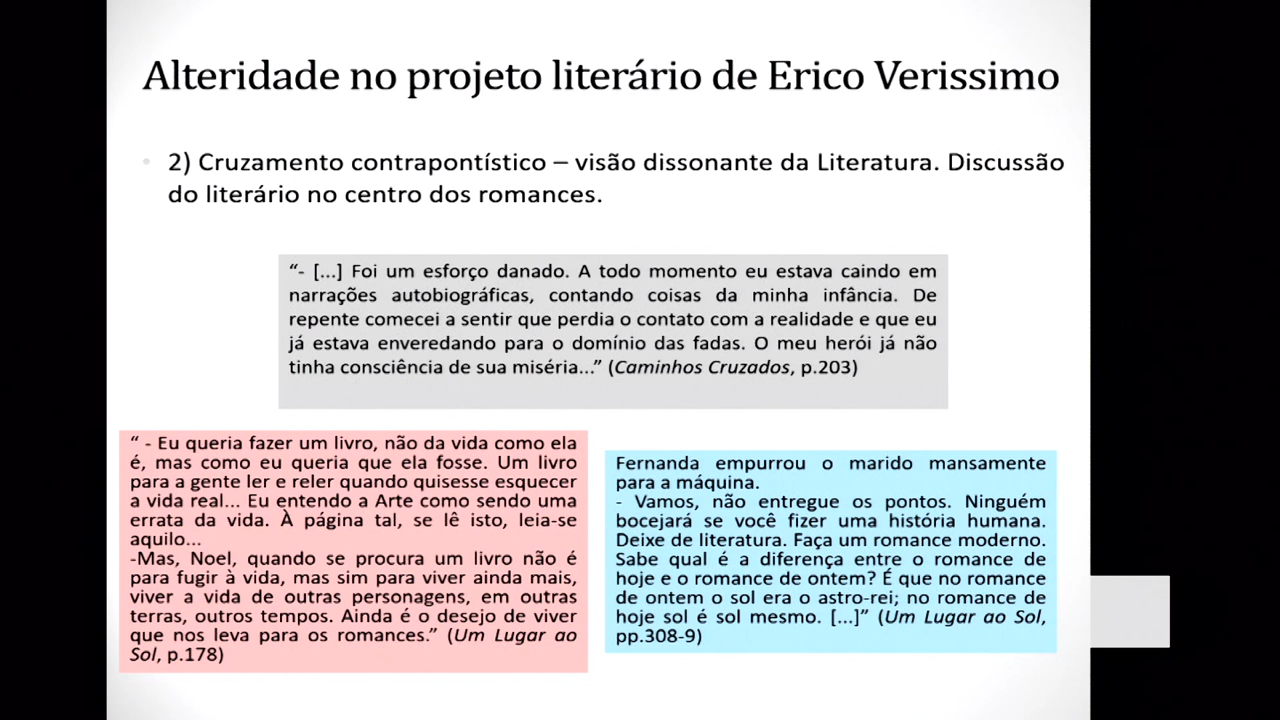 Alteridade no projeto literário de Erico Verissimo
• 2) Cruzamento contrapontístico – visão dissonante da Literatura. Discussão
do literário no centro dos romances.
“- [...] Foi um esforço danado. A todo momento eu estava caindo em
narrações autobiográficas, contando coisas da minha infância. De
repente comecei a sentir que perdia o contato com a realidade e que eu
já estava enveredando para o domínio das fadas. O meu herói já não
tinha consciência de sua miséria...” (Caminhos Cruzados, p.203)
“ - Eu queria fazer um livro, não da vida como ela
é, mas como eu queria que ela fosse. Um livro
para a gente ler e reler quando quisesse esquecer
a vida real... Eu entendo a Arte como sendo uma
errata da vida. À página tal, se lê isto, leia-se
aquilo...
-Mas, Noel, quando se procura um livro não é
para fugir à vida, mas sim para viver ainda mais,
viver a vida de outras personagens, em outras
terras, outros tempos. Ainda é o desejo de viver
que nos leva para os romances.” (Um Lugar ao
Sol, p.178)
Fernanda empurrou o marido mansamente
para a máquina.
- Vamos, não entregue os pontos. Ninguém
bocejará se você fizer uma história humana.
Deixe de literatura. Faça um romance moderno.
Sabe qual é a diferença entre o romance de
hoje e o romance de ontem? É que no romance
de ontem o sol era o astro-rei; no romance de
hoje sol é sol mesmo. [...]” (Um Lugar ao Sol,
pp.308-9)